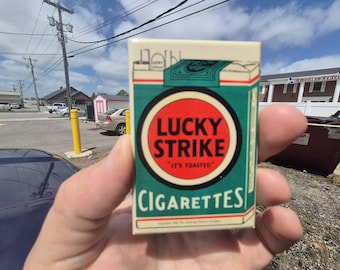 LUCKY
STRIKE
"IT'S TOASTED"
CIGARETTES